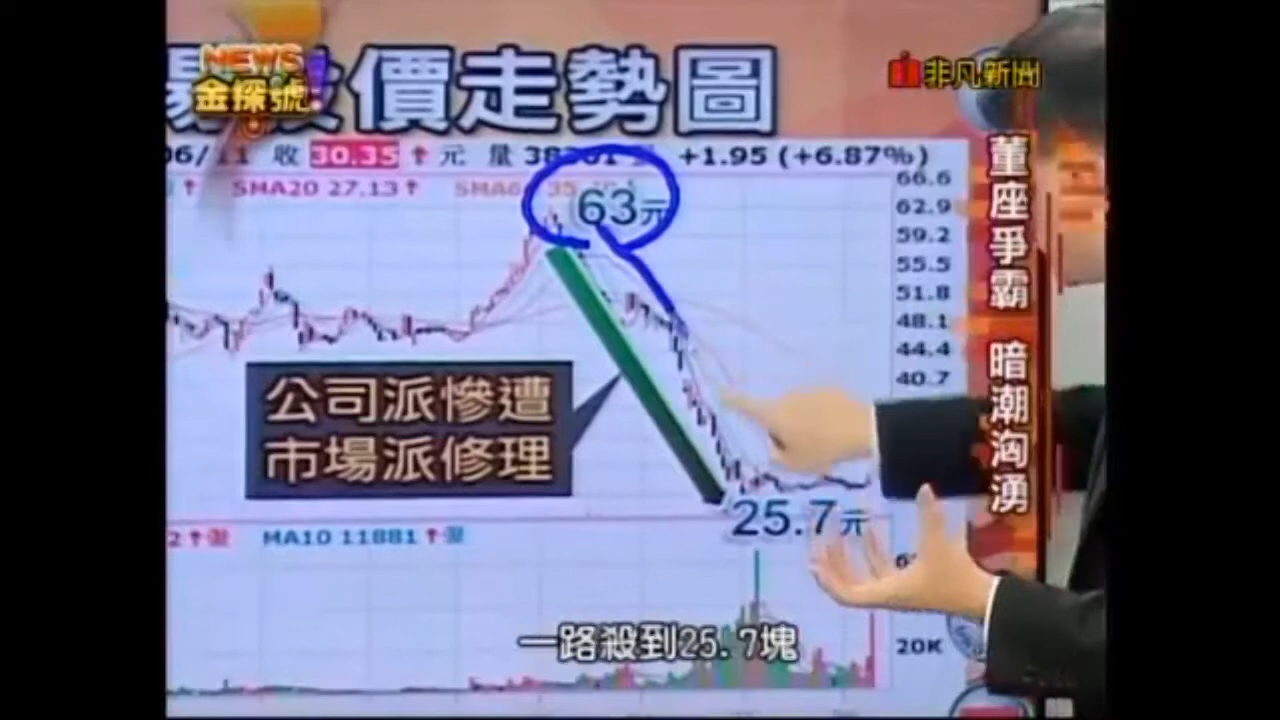 NEWS
金探號
非凡新聞
股價走勢圖
06/11 收 30.35 ↑ 元 量 +1.95 (+6.87%)
SMA20 27.13 ↑
63元
66.6
62.9
59.2
55.5
51.8
48.1
44.4
40.7
公司派慘遭
市場派修理
25.7元
MA10 11881 ↑
20K
董座爭霸 暗潮洶湧
一路殺到25.7塊